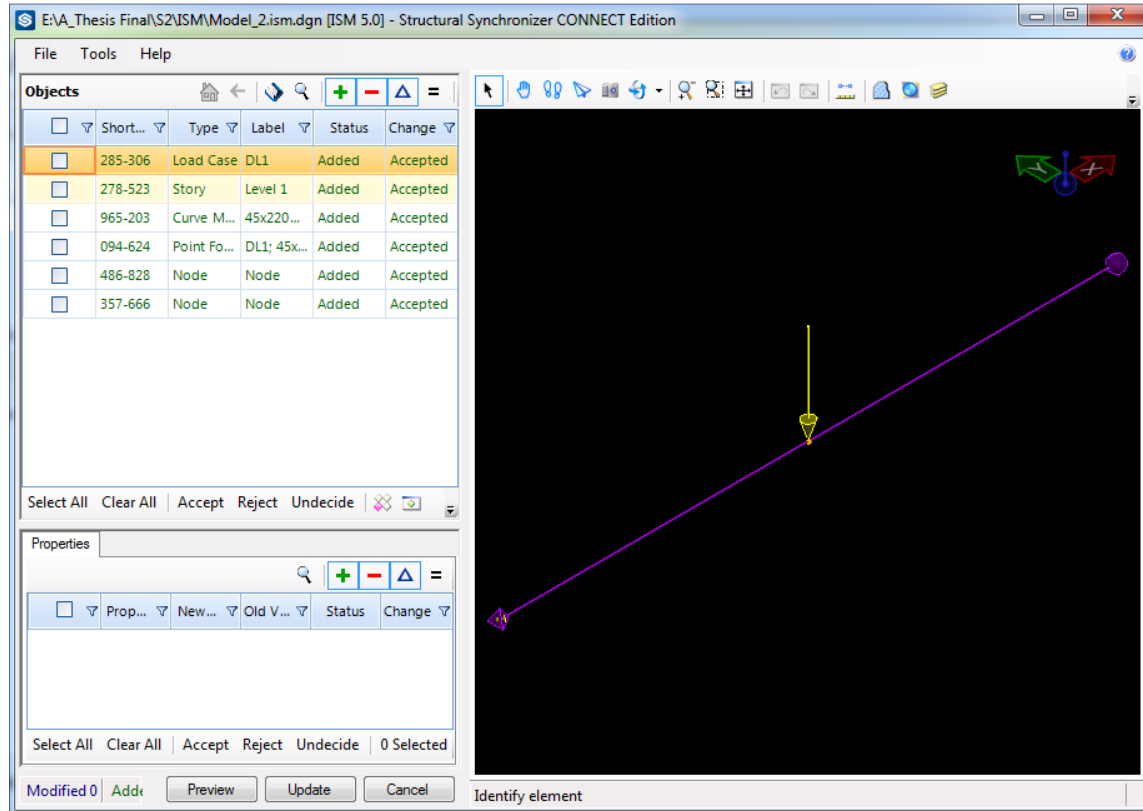 E:\A_Thesis Final\S2\ISM\Model_2.ism.dgn [ISM 5.0] - Structural Synchronizer CONNECT Edition
File Tools Help
Objects
Short... Type Label Status Change
285-306 Load Case DL1 Added Accepted
278-523 Story Level 1 Added Accepted
965-203 Curve M... 45x220... Added Accepted
094-624 Point Fo... DL1; 45x... Added Accepted
486-828 Node Node Added Accepted
357-666 Node Node Added Accepted
Select All Clear All Accept Reject Undecide
Properties
Prop... New... Old V... Status Change
Select All Clear All Accept Reject Undecide 0 Selected
Modified 0 Adde Preview Update Cancel
Y X
Identify element